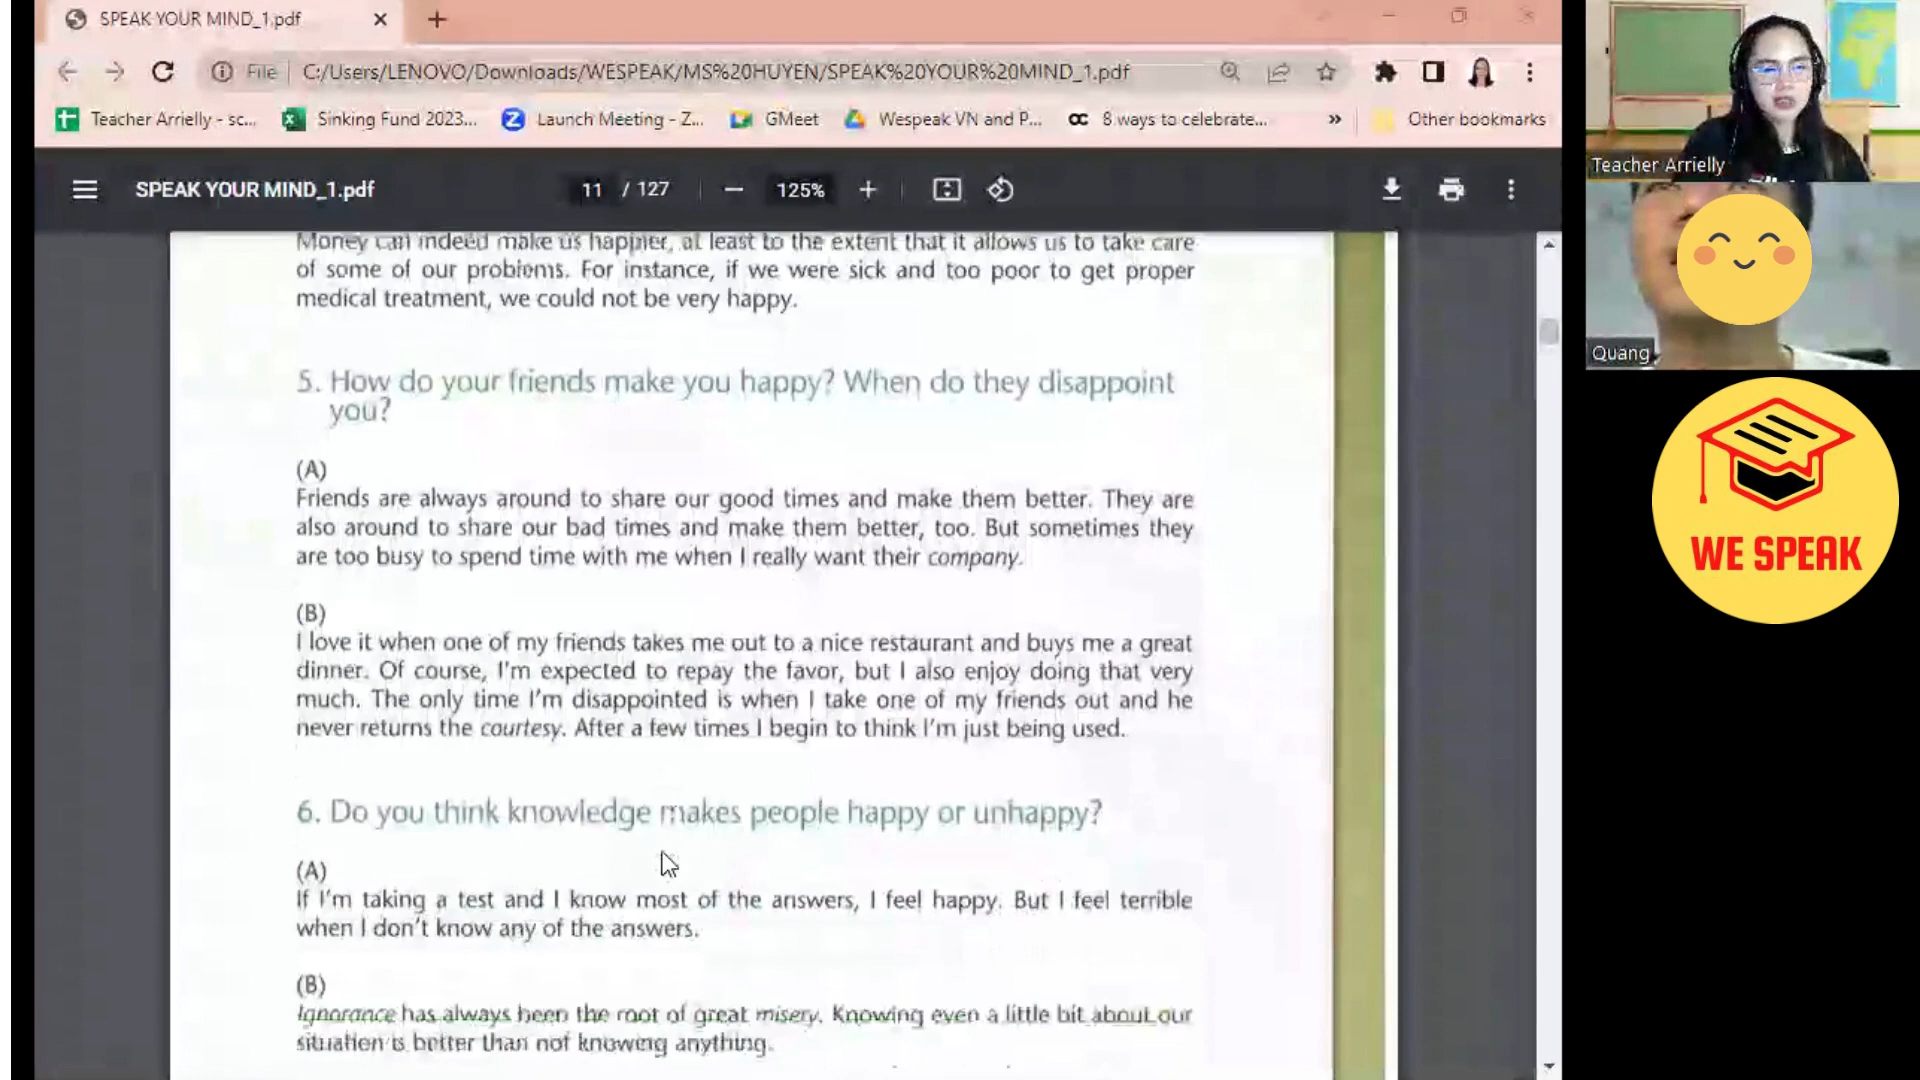 SPEAK YOUR MIND_1.pdf
File
C:/Users/LENOVO/Downloads/WESPEAK/MS%20HUYEN/SPEAK%20YOUR%20MIND_1.pdf
Teacher Arrielly - sc...
Sinking Fund 2023...
Launch Meeting - Z...
GMeet
Wespeak VN and P...
8 ways to celebrate...
»
Other bookmarks
SPEAK YOUR MIND_1.pdf
11 / 127
125%
Money can indeed make us happier, at least to the extent that it allows us to take care
of some of our problems. For instance, if we were sick and too poor to get proper
medical treatment, we could not be very happy.
5. How do your friends make you happy? When do they disappoint
you?
(A)
Friends are always around to share our good times and make them better. They are
also around to share our bad times and make them better, too. But sometimes they
are too busy to spend time with me when I really want their company.
(B)
I love it when one of my friends takes me out to a nice restaurant and buys me a great
dinner. Of course, I'm expected to repay the favor, but I also enjoy doing that very
much. The only time I'm disappointed is when I take one of my friends out and he
never returns the courtesy. After a few times I begin to think I'm just being used.
6. Do you think knowledge makes people happy or unhappy?
(A)
If I'm taking a test and I know most of the answers, I feel happy. But I feel terrible
when I don't know any of the answers.
(B)
Ignorance has always been the root of great misery. Knowing even a little bit about our
situation is better than not knowing anything.
Teacher Arrielly
Quang
WE SPEAK